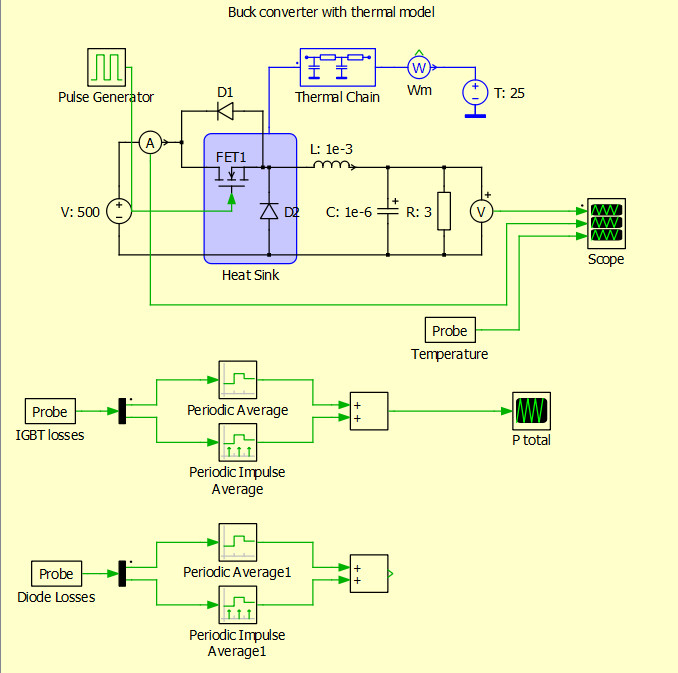 Buck converter with thermal model
Pulse Generator
D1
Thermal Chain
W
Wm
T: 25
A
FET1
L: 1e-3
V: 500
D2
C: 1e-6
R: 3
V
Scope
Heat Sink
Probe
Temperature
Probe
IGBT losses
Periodic Average
Periodic Impulse
Average
P total
Probe
Diode Losses
Periodic Average1
Periodic Impulse
Average1